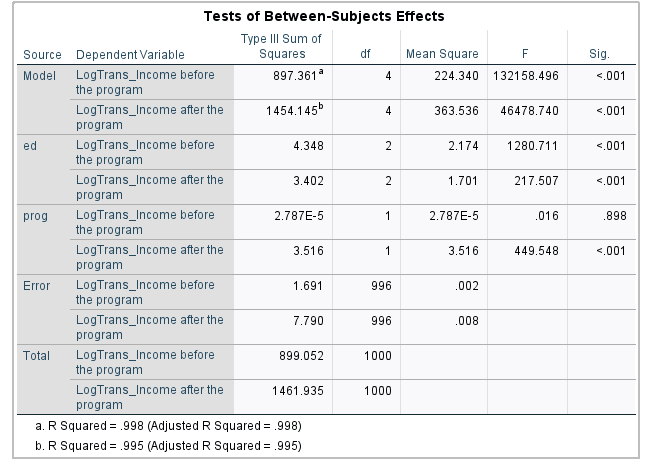 Tests of Between-Subjects Effects
Source Dependent Variable Type III Sum of Squares df Mean Square F Sig.
Model LogTrans_Income before the program 897.361a 4 224.340 132158.496 <.001
LogTrans_Income after the program 1454.145b 4 363.536 46478.740 <.001
ed LogTrans_Income before the program 4.348 2 2.174 1280.711 <.001
LogTrans_Income after the program 3.402 2 1.701 217.507 <.001
prog LogTrans_Income before the program 2.787E-5 1 2.787E-5 .016 .898
LogTrans_Income after the program 3.516 1 3.516 449.548 <.001
Error LogTrans_Income before the program 1.691 996 .002
LogTrans_Income after the program 7.790 996 .008
Total LogTrans_Income before the program 899.052 1000
LogTrans_Income after the program 1461.935 1000
a. R Squared = .998 (Adjusted R Squared = .998)
b. R Squared = .995 (Adjusted R Squared = .995)